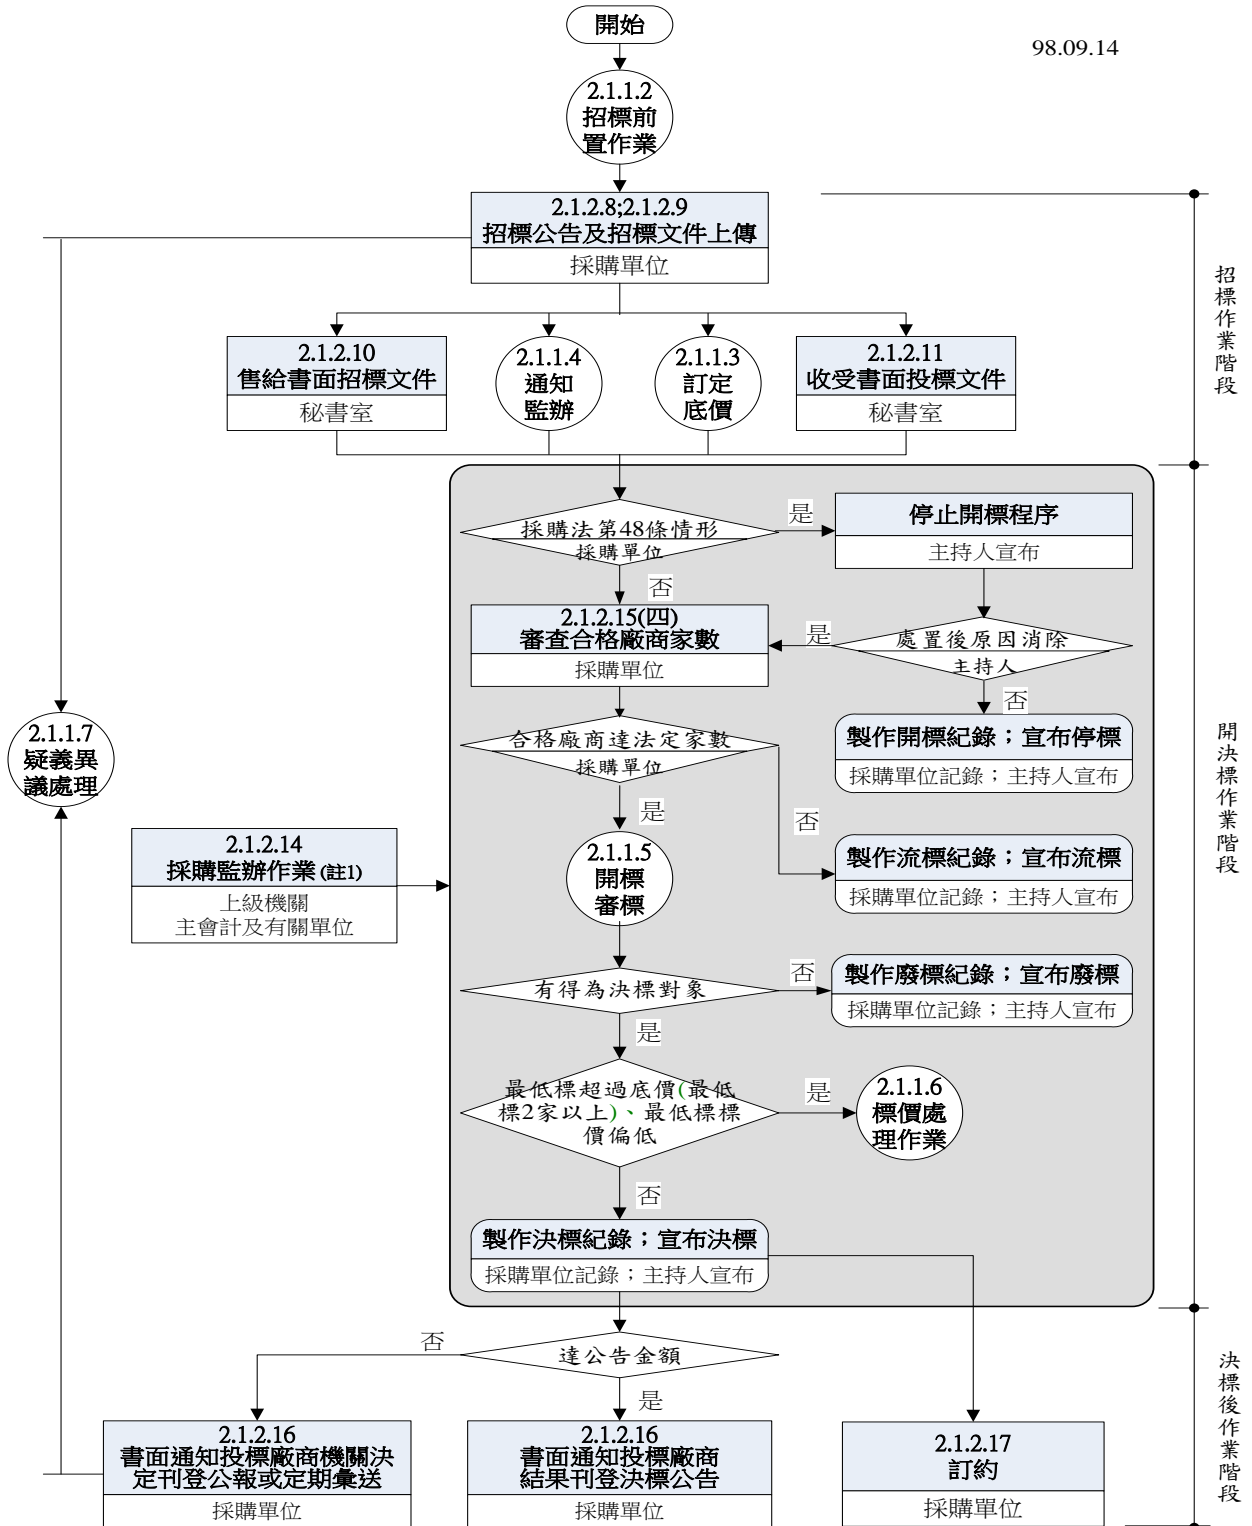 開始
98.09.14
2.1.1.2
招標前
置作業
2.1.2.8;2.1.2.9
招標公告及招標文件上傳
採購單位
招標作業階段
2.1.2.10
售給書面招標文件
秘書室
2.1.1.4
通知
監辦
2.1.1.3
訂定
底價
2.1.2.11
收受書面投標文件
秘書室
採購法第48條情形
採購單位
是
停止開標程序
主持人宣布
否
2.1.2.15(四)
審查合格廠商家數
採購單位
是
處置後原因消除
主持人
否
合格廠商達法定家數
採購單位
製作開標紀錄；宣布停標
採購單位記錄；主持人宣布
開決標作業階段
2.1.1.7
疑義異
議處理
是
否
2.1.2.14
採購監辦作業(註1)
上級機關
主會計及有關單位
2.1.1.5
開標
審標
製作流標紀錄；宣布流標
採購單位記錄；主持人宣布
有得為決標對象
否
製作廢標紀錄；宣布廢標
採購單位記錄；主持人宣布
是
最低標超過底價(最低
標2家以上)、最低標標
價偏低
是
2.1.1.6
標價處
理作業
否
製作決標紀錄；宣布決標
採購單位記錄；主持人宣布
否
達公告金額
是
決標後作業階段
2.1.2.16
書面通知投標廠商機關決
定刊登公報或定期彙送
採購單位
2.1.2.16
書面通知投標廠商
結果刊登決標公告
採購單位
2.1.2.17
訂約
採購單位